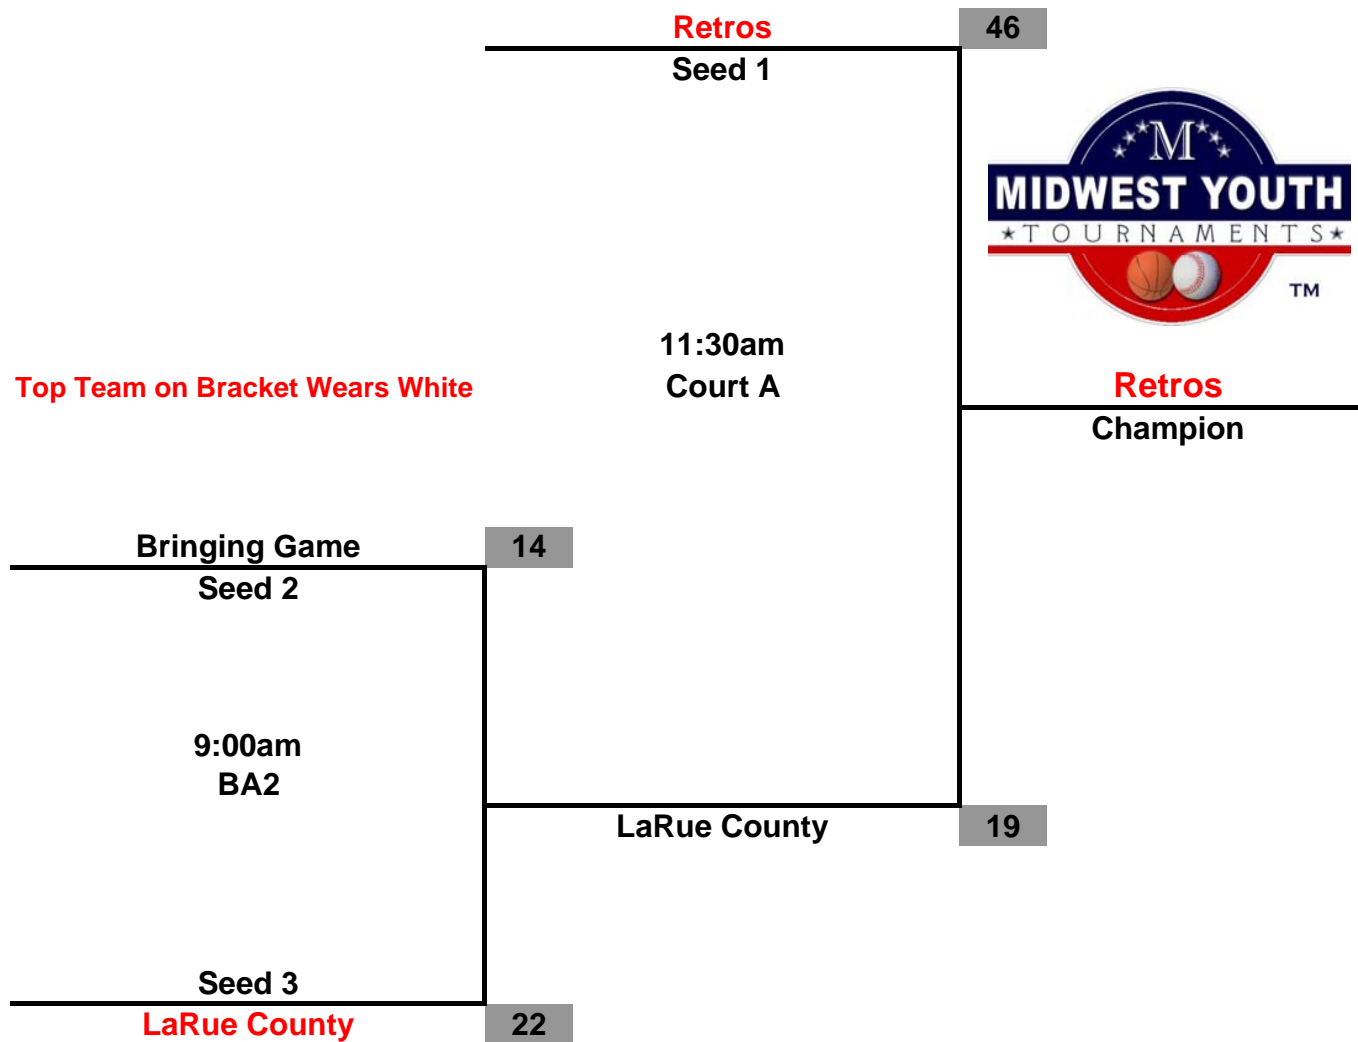 Retros 46
Seed 1
M
MIDWEST YOUTH
TOURNAMENTS
TM
11:30am
Top Team on Bracket Wears White Court A Retros
Champion
Bringing Game 14
Seed 2
9:00am
BA2
LaRue County 19
Seed 3
LaRue County 22